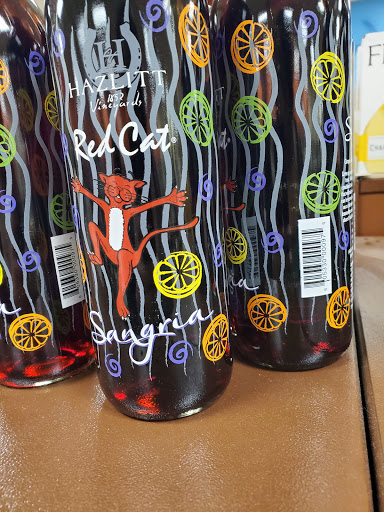 HAZLITT
1852
Vineyards
Red Cat®
Sangria